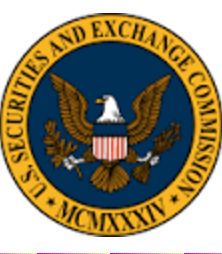 U.S. SECURITIES AND EXCHANGE COMMISSION
MCMXXXIV